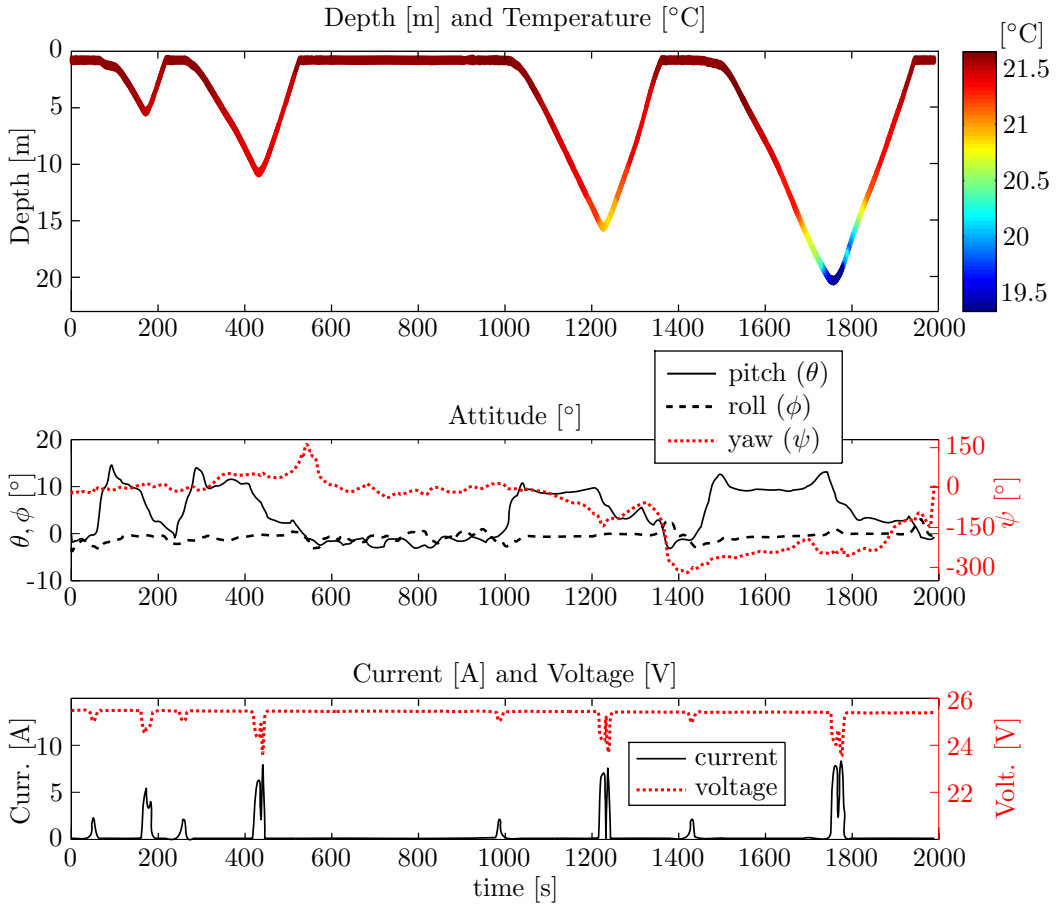 Depth [m] and Temperature [°C]
[°C]
0
5
10
15
20
Depth [m]
0 200 400 600 800 1000 1200 1400 1600 1800 2000
21.5
21
20.5
20
19.5
pitch (θ)
roll (ϕ)
yaw (ψ)
Attitude [°]
20
10
0
-10
θ, ϕ [°]
150
0
-150
-300
ψ [°]
0 200 400 600 800 1000 1200 1400 1600 1800 2000
Current [A] and Voltage [V]
10
5
0
Curr. [A]
26
24
22
Volt. [V]
current
voltage
0 200 400 600 800 1000 1200 1400 1600 1800 2000
time [s]